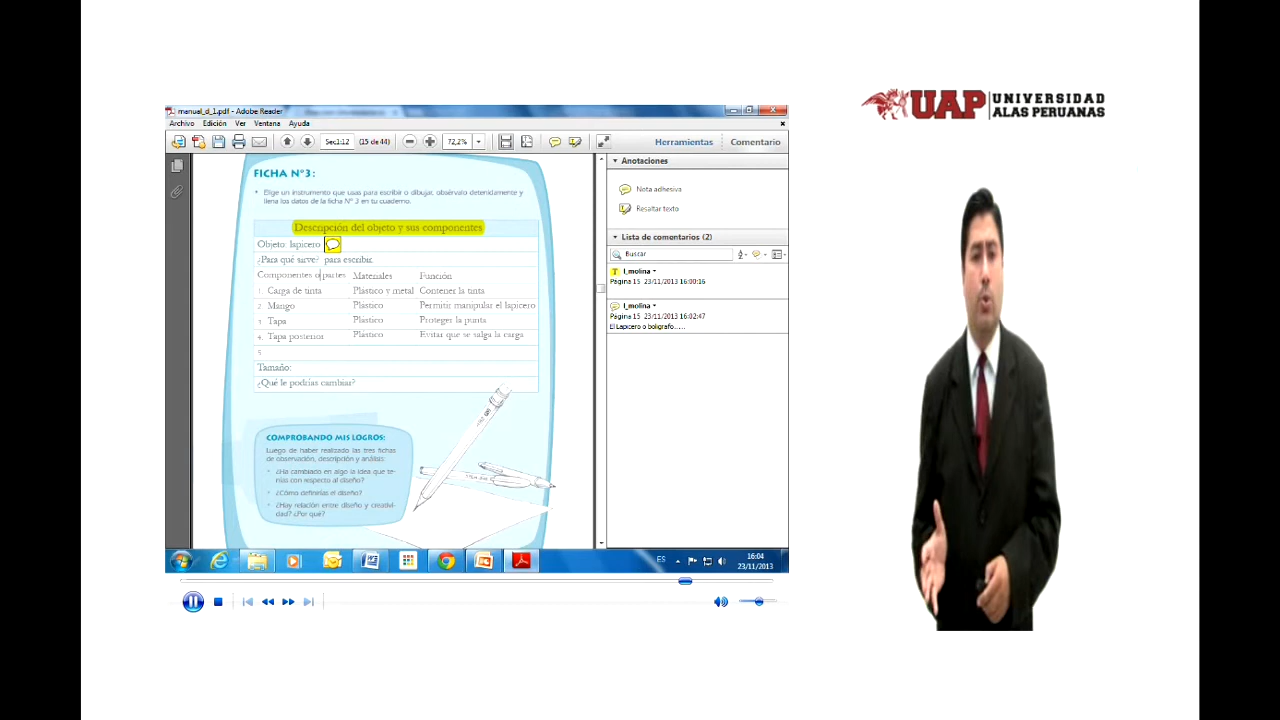 UAP UNIVERSIDAD
ALAS PERUANAS
manual_d_1.pdf - Adobe Reader
Archivo Edición Ver Ventana Ayuda
Sec1:12 (15 de 44) 72,2% Herramientas Comentario
FICHA N°3:
• Elige un instrumento que usas para escribir o dibujar, obsérvalo detenidamente y
llena los datos de la ficha N° 3 en tu cuaderno.
Descripción del objeto y sus componentes
Objeto: lapicero
¿Para qué sirve? para escribir.
Componentes o partes Materiales Función
1. Carga de tinta Plástico y metal Contener la tinta
2. Mango Plastico Permitir manipular el lapicero
3. Tapa Plástico Proteger la punta
4. Tapa posterior Plástico Evitar que se salga la carga
5.
Tamaño:
¿Qué le podrías cambiar?
COMPROBANDO MIS LOGROS:
Luego de haber realizado las tres fichas
de observación, descripción y análisis:
• ¿Ha cambiado en algo la idea que te-
nías con respecto al diseño?
• ¿Cómo definirías el diseño?
• ¿Hay relación entre diseño y creativi-
dad? ¿Por qué?
Anotaciones
Nota adhesiva
Resaltar texto
Lista de comentarios (2)
Buscar
l_molina
Página 15 23/11/2013 16:00:16
l_molina
Página 15 23/11/2013 16:02:47
El Lapicero o bolígrafo.....
ES 16:04
23/11/2013